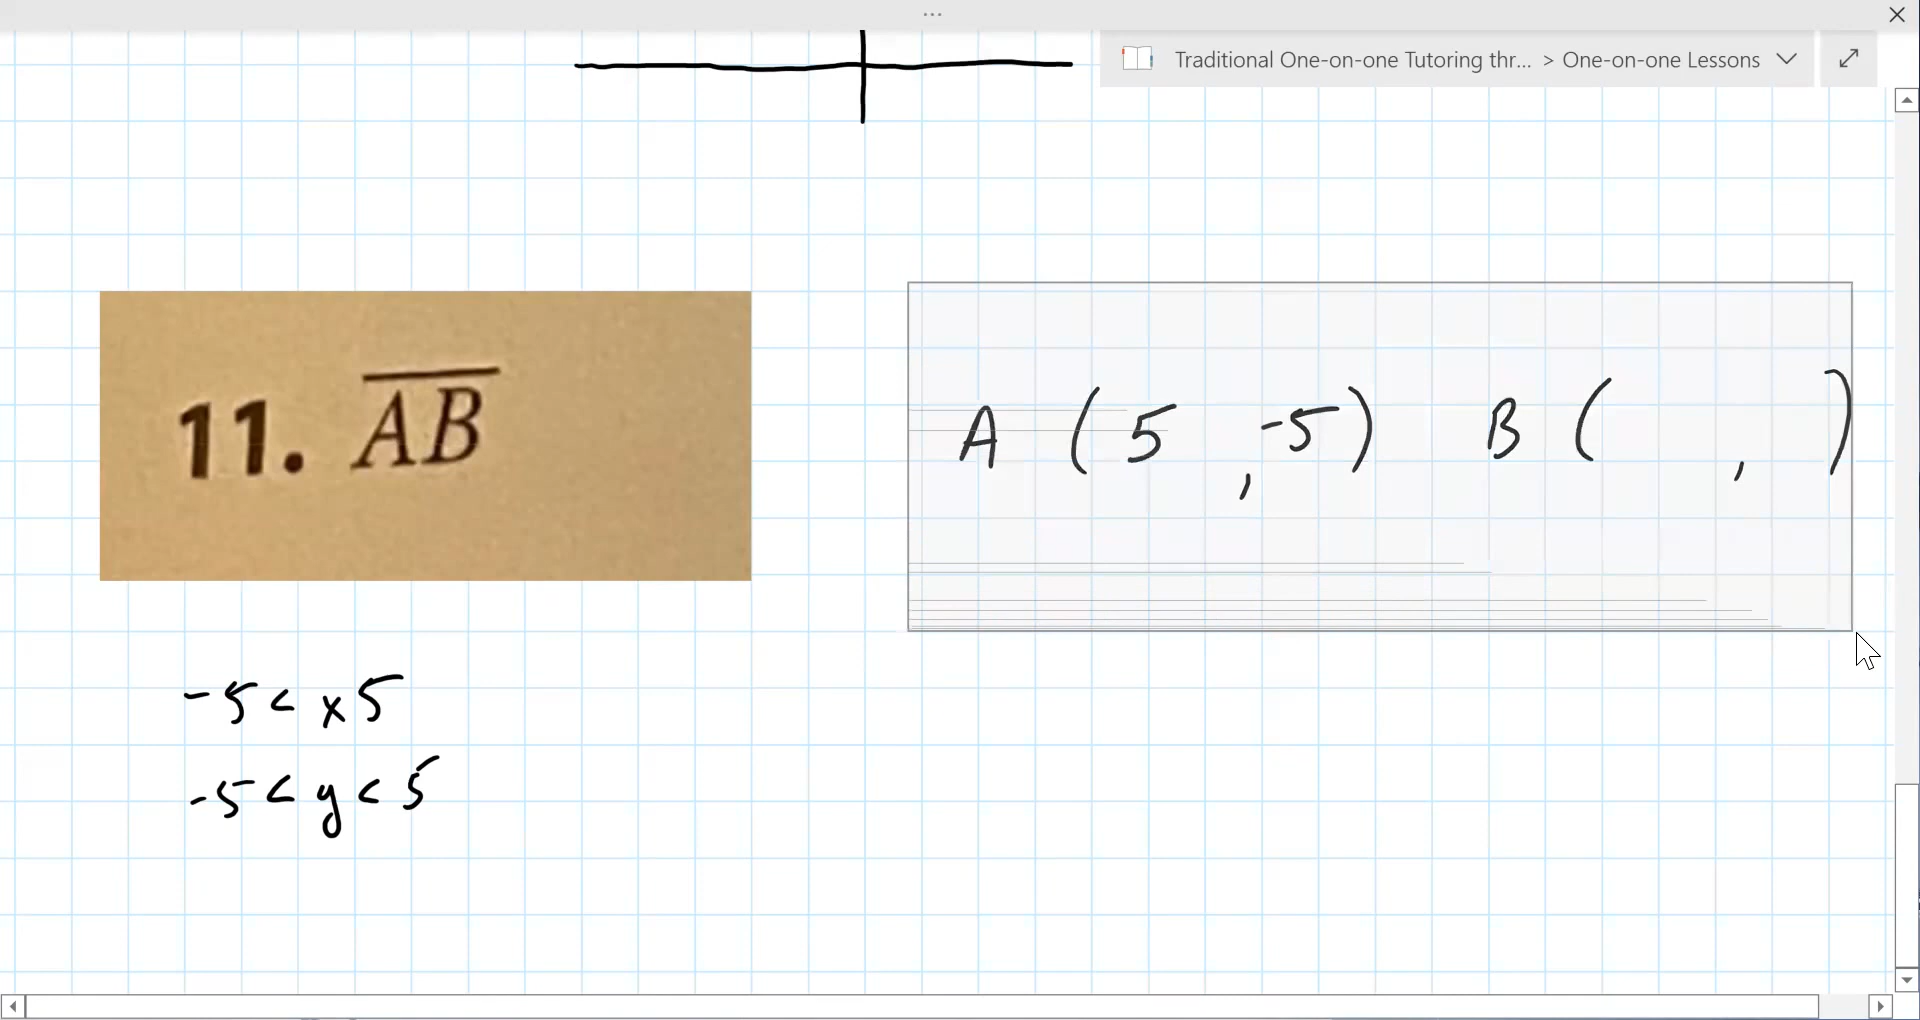 ...
Traditional One-on-one Tutoring thr... > One-on-one Lessons
11. AB
A (5 , -5) B ( , )
-5 < x 5
-5 < y < 5